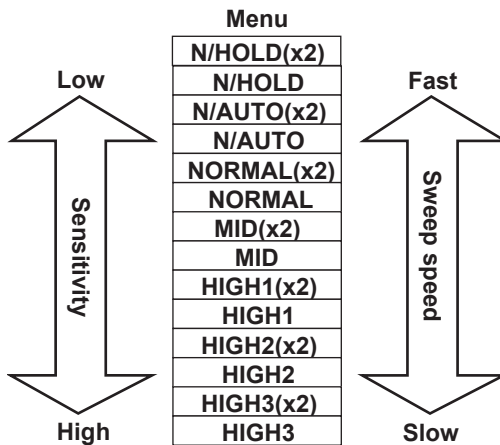 Menu
N/HOLD(x2)
Low N/HOLD Fast
N/AUTO(x2)
N/AUTO
NORMAL(x2)
NORMAL
MID(x2)
MID
HIGH1(x2)
HIGH1
HIGH2(x2)
HIGH2
HIGH3(x2)
High HIGH3 Slow
Sensitivity
Sweep speed